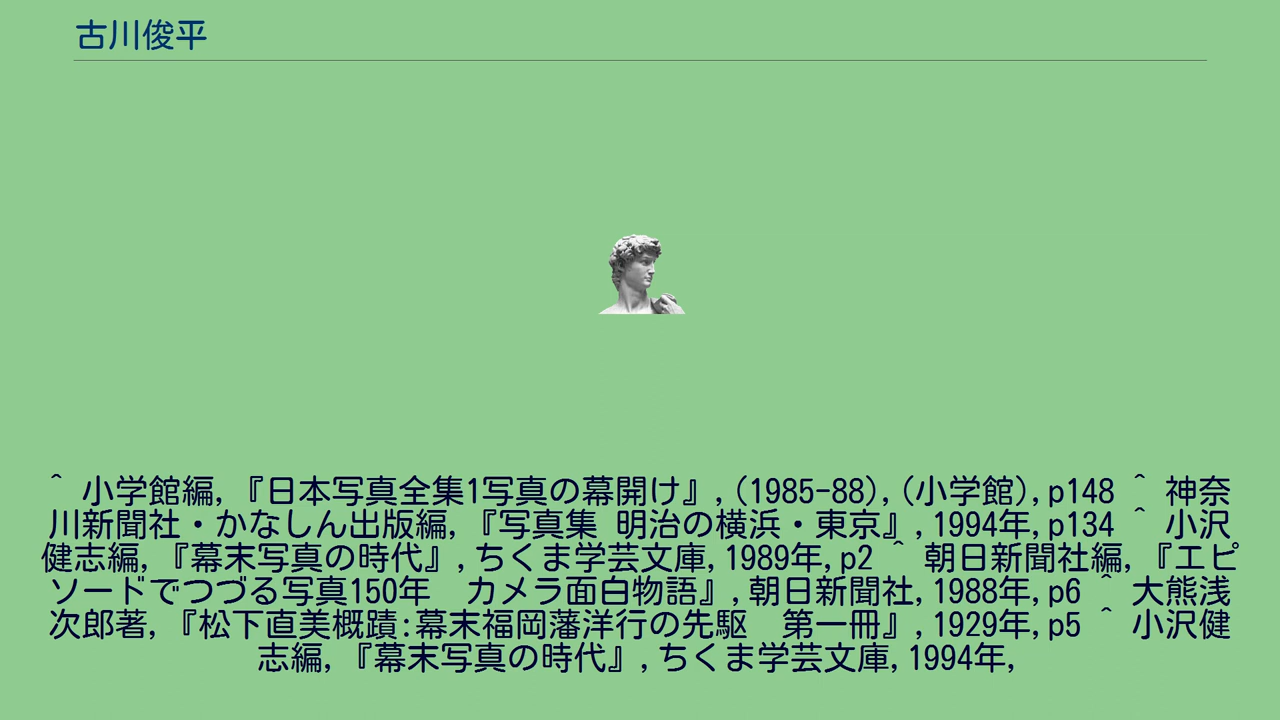 古川俊平
^ 小学館編,『日本写真全集1写真の幕開け』,(1985-88),(小学館),p148 ^ 神奈
川新聞社・かなしん出版編,『写真集 明治の横浜・東京』,1994年,p134 ^ 小沢
健志編,『幕末写真の時代』,ちくま学芸文庫,1989年,p2 ^ 朝日新聞社編,『エピ
ソードでつづる写真150年　カメラ面白物語』,朝日新聞社,1988年,p6 ^ 大熊浅
次郎著,『松下直美概蹟:幕末福岡藩洋行の先駆　第一冊』,1929年,p5 ^ 小沢健
志編,『幕末写真の時代』,ちくま学芸文庫,1994年,